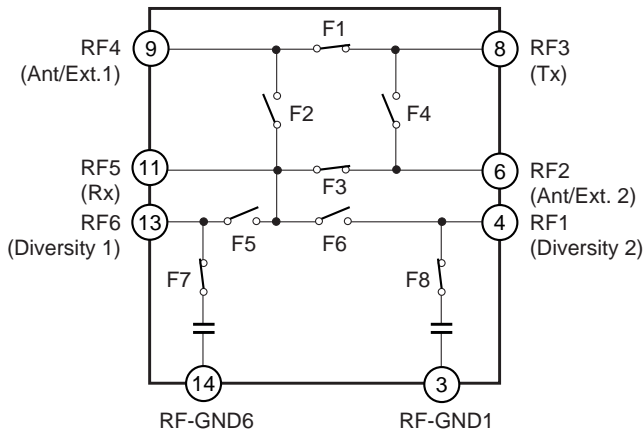 F1
RF4
9
8
RF3
(Ant/Ext.1)
(Tx)
F2
F4
RF5
11
6
RF2
(Rx)
F3
(Ant/Ext. 2)
RF6
13
4
RF1
(Diversity 1)
F5
F6
(Diversity 2)
F7
F8
14
3
RF-GND6
RF-GND1